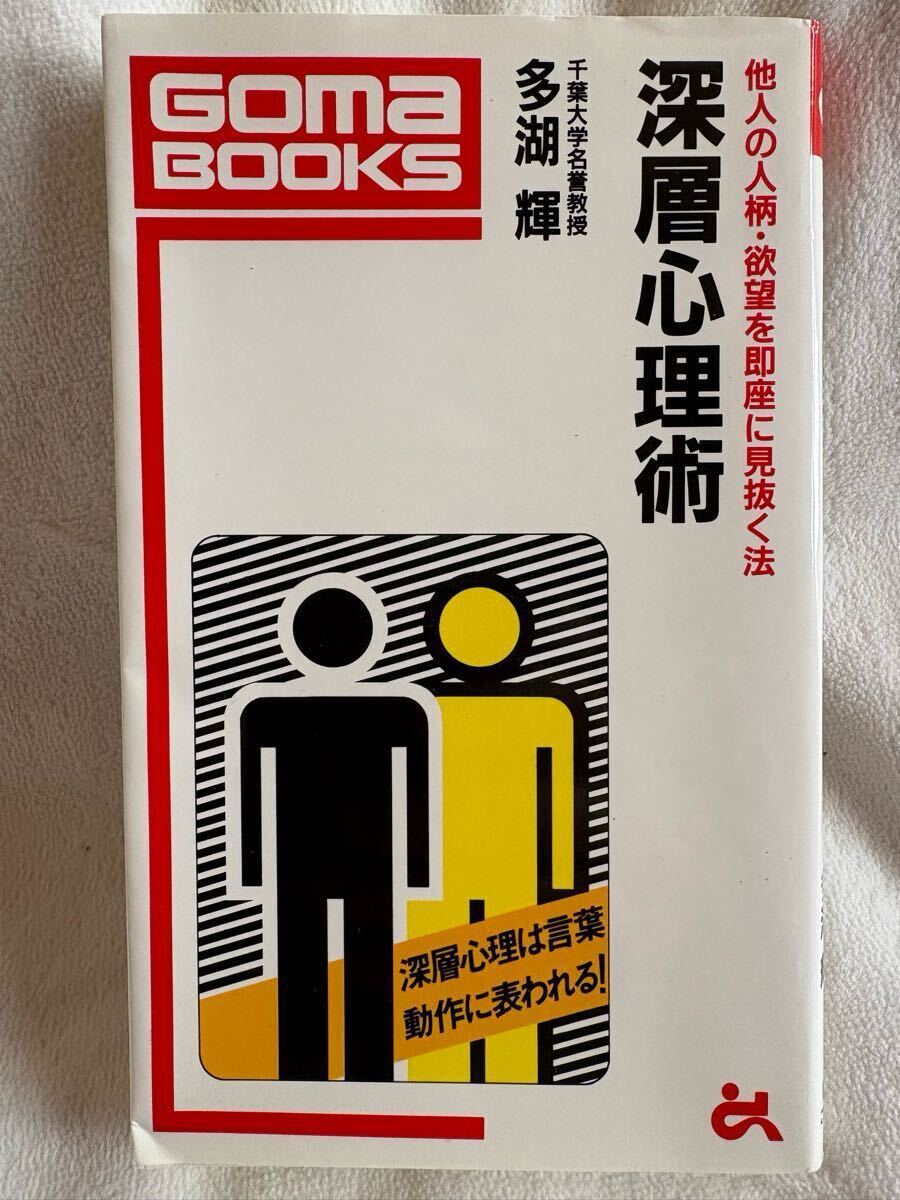 他人の人柄・欲望を即座に見抜く法
深層心理術
千葉大学名誉教授
多湖 輝
GOMA
BOOKS
深層心理は言葉
動作に表われる!